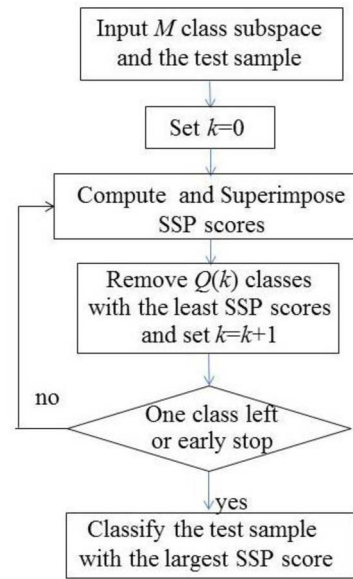 Input M class subspace
and the test sample
Set k=0
Compute and Superimpose
SSP scores
Remove Q(k) classes
with the least SSP scores
and set k=k+1
no
One class left
or early stop
yes
Classify the test sample
with the largest SSP score